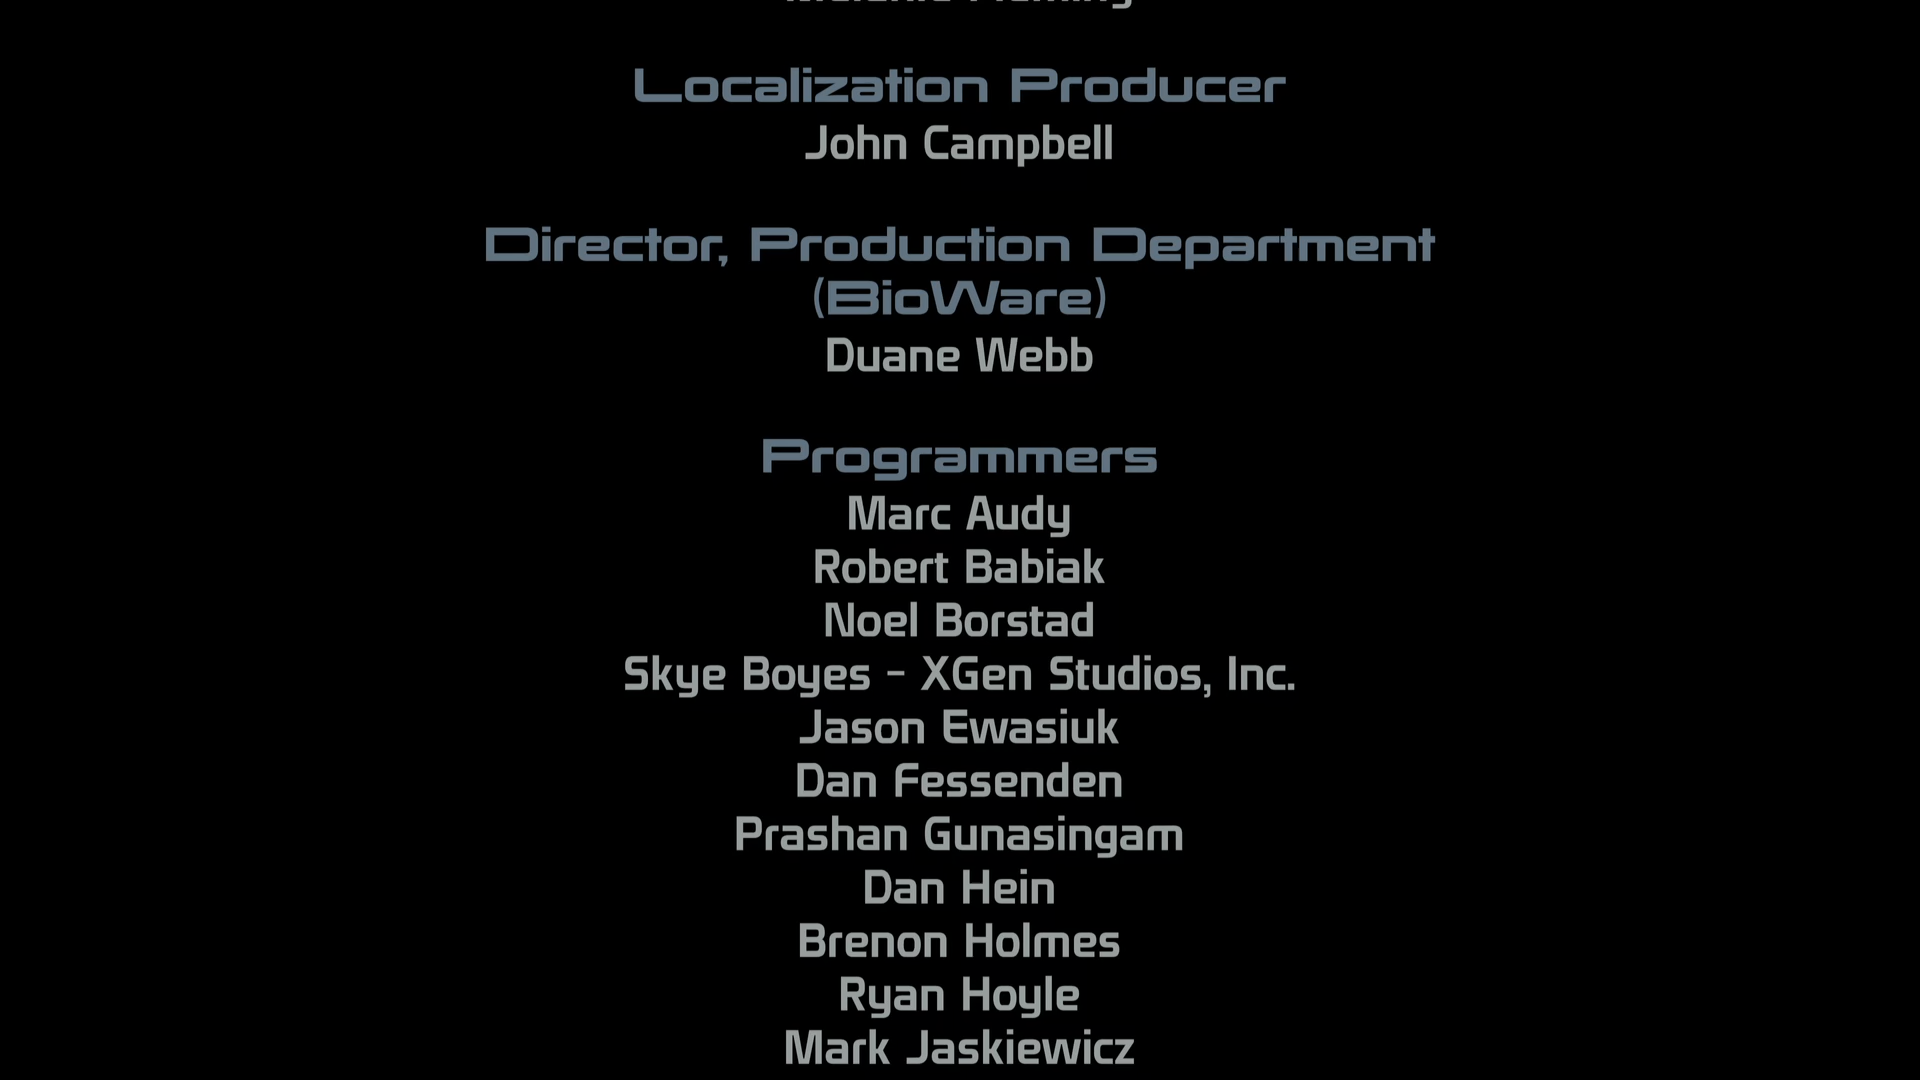 Localization Producer
John Campbell
Director, Production Department
(BioWare)
Duane Webb
Programmers
Marc Audy
Robert Babiak
Noel Borstad
Skye Boyes - XGen Studios, Inc.
Jason Ewasiuk
Dan Fessenden
Prashan Gunasingam
Dan Hein
Brenon Holmes
Ryan Hoyle
Mark Jaskiewicz